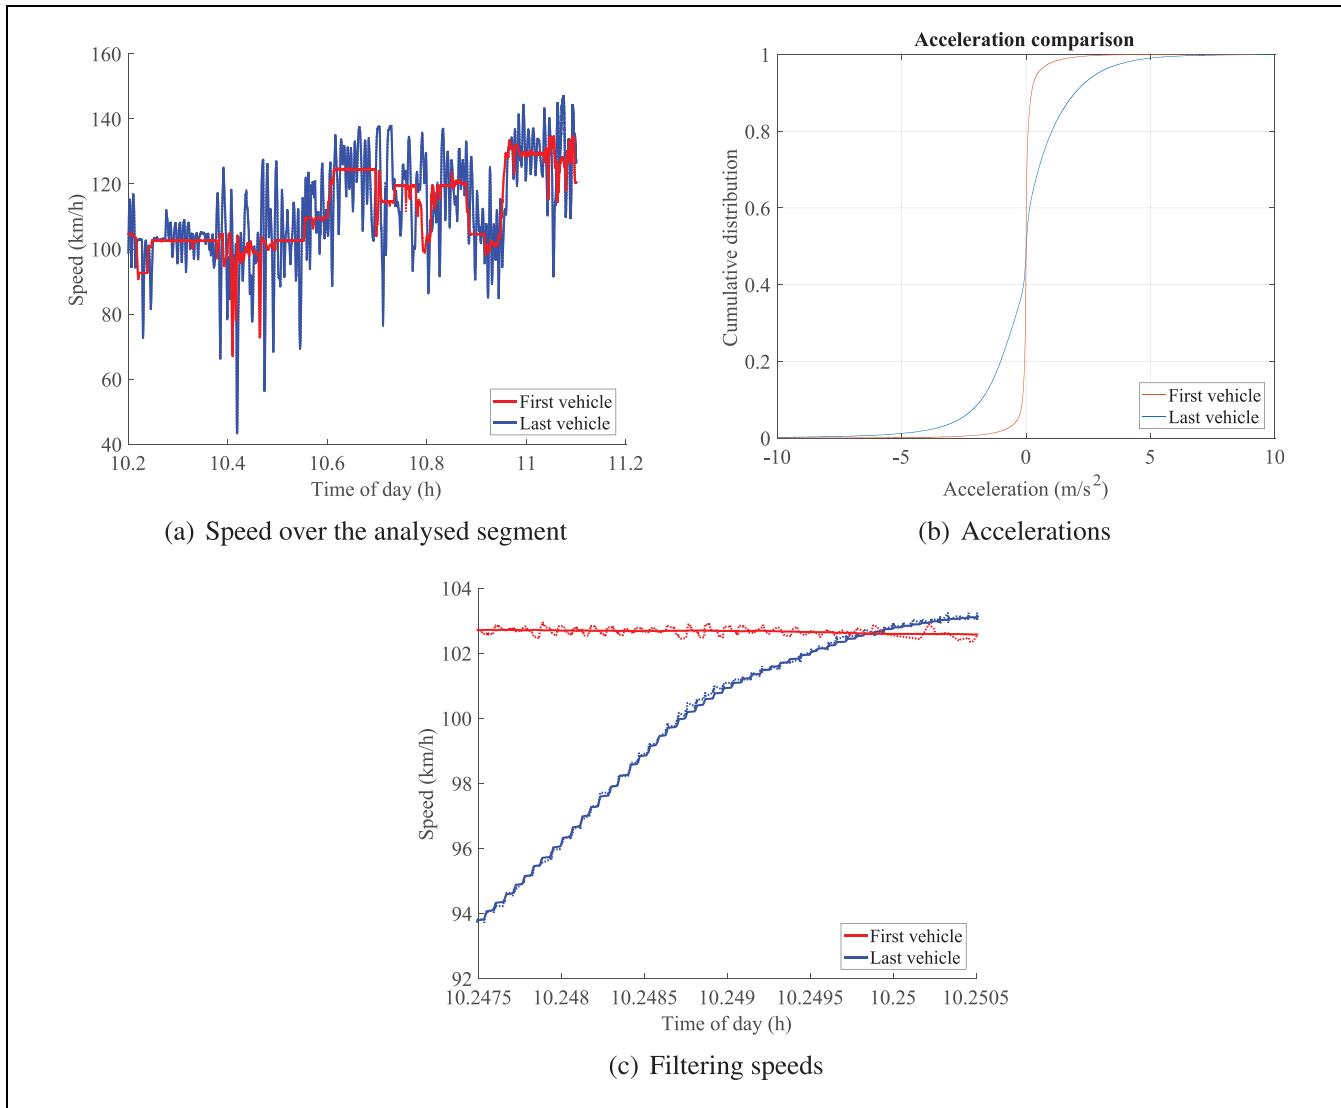 160
140
120
100
80
60
40
Speed (km/h)
10.2
10.4
10.6
10.8
11
11.2
Time of day (h)
First vehicle
Last vehicle
(a) Speed over the analysed segment
Acceleration comparison
1
0.8
0.6
0.4
0.2
0
Cumulative distribution
-10
-5
0
5
10
Acceleration (m/s²)
First vehicle
Last vehicle
(b) Accelerations
104
102
100
98
96
94
92
Speed (km/h)
10.2475
10.248
10.2485
10.249
10.2495
10.25
10.2505
Time of day (h)
First vehicle
Last vehicle
(c) Filtering speeds